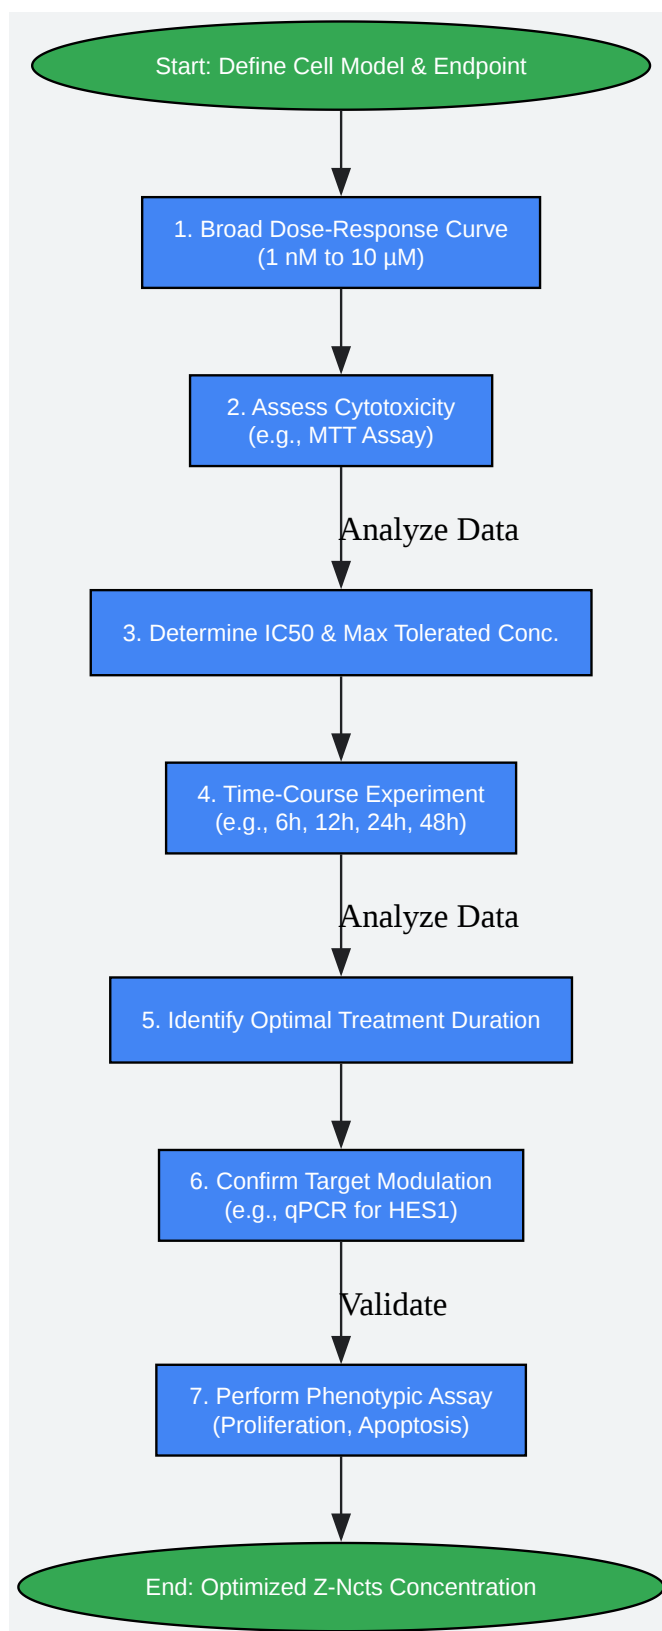 Start: Define Cell Model & Endpoint
1. Broad Dose-Response Curve
(1 nM to 10 µM)
2. Assess Cytotoxicity
(e.g., MTT Assay)
Analyze Data
3. Determine IC50 & Max Tolerated Conc.
4. Time-Course Experiment
(e.g., 6h, 12h, 24h, 48h)
Analyze Data
5. Identify Optimal Treatment Duration
6. Confirm Target Modulation
(e.g., qPCR for HES1)
Validate
7. Perform Phenotypic Assay
(Proliferation, Apoptosis)
End: Optimized Z-Ncts Concentration